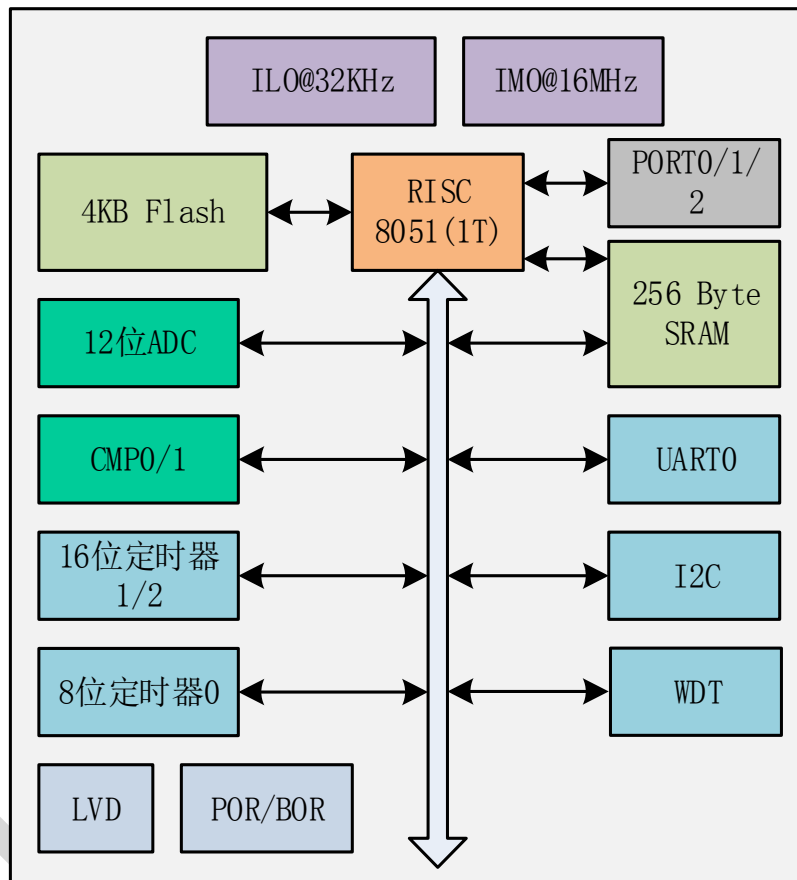 ILO@32KHz
IMO@16MHz
4KB Flash
RISC
8051(1T)
PORT0/1/
2
256 Byte
SRAM
12位ADC
CMP0/1
UART0
16位定时器
1/2
I2C
8位定时器0
WDT
LVD
POR/BOR